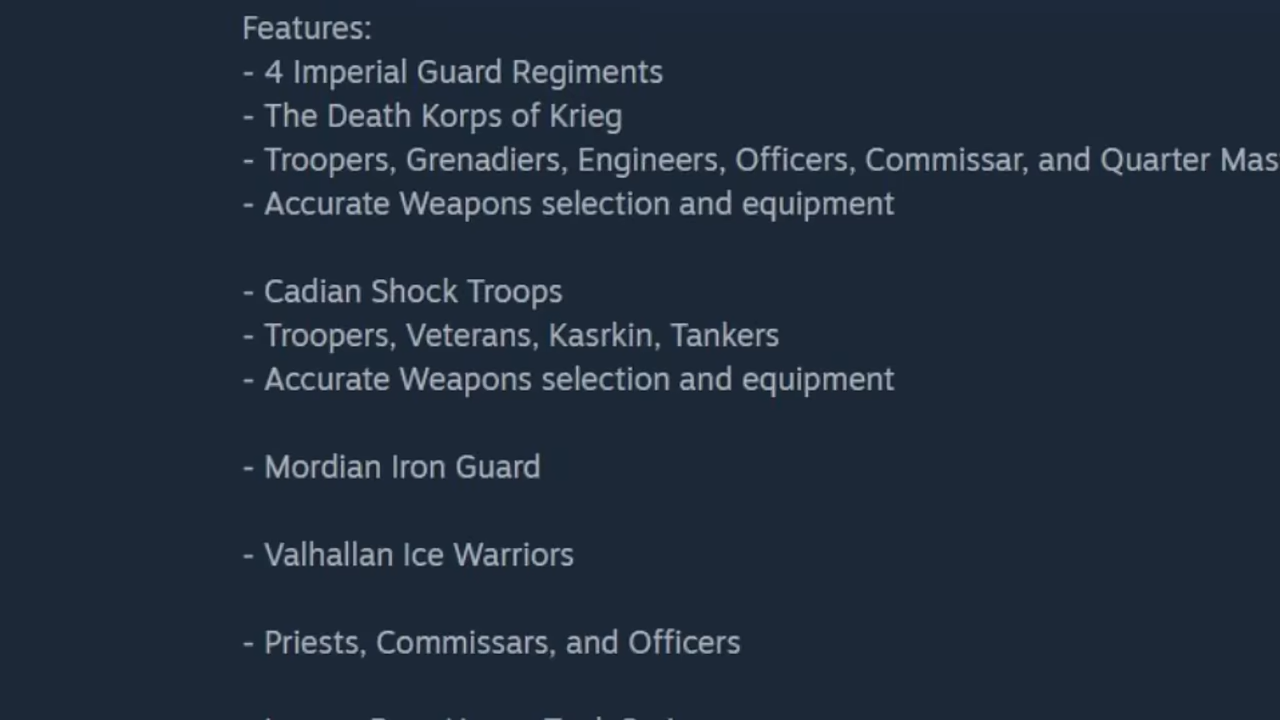 Features:
- 4 Imperial Guard Regiments
- The Death Korps of Krieg
- Troopers, Grenadiers, Engineers, Officers, Commissar, and Quarter Mas
- Accurate Weapons selection and equipment
- Cadian Shock Troops
- Troopers, Veterans, Kasrkin, Tankers
- Accurate Weapons selection and equipment
- Mordian Iron Guard
- Valhallan Ice Warriors
- Priests, Commissars, and Officers